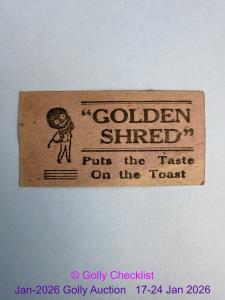 "GOLDEN
SHRED"
Puts the Taste
On the Toast
© Golly Checklist
Jan-2026 Golly Auction 17-24 Jan 2026